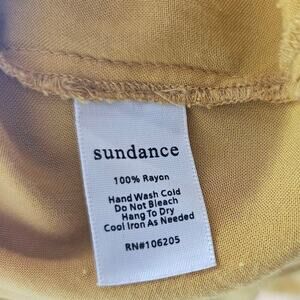 sundance
100% Rayon
Hand Wash Cold
Do Not Bleach
Hang To Dry
Cool Iron As Needed
RN#106205